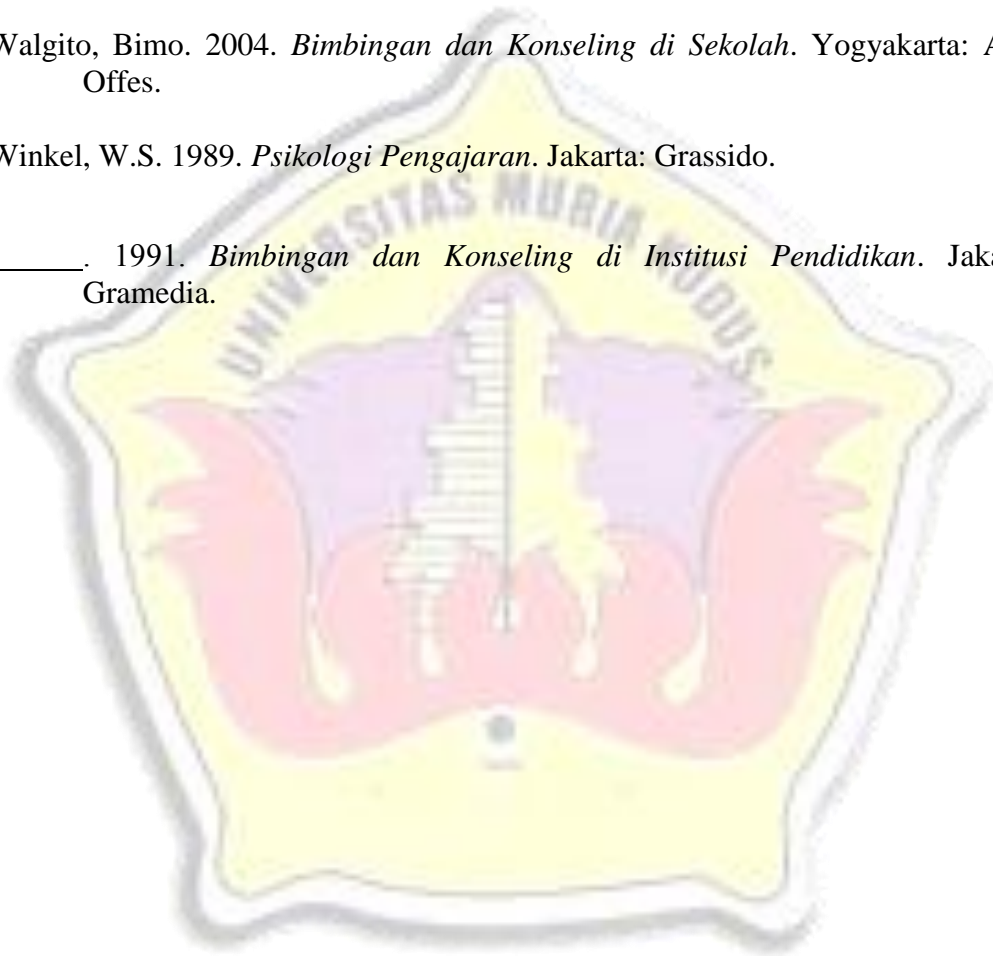 Walgito, Bimo. 2004. Bimbingan dan Konseling di Sekolah. Yogyakarta:
Offes.
Winkel, W.S. 1989. Psikologi Pengajaran. Jakarta: Grassido.
______. 1991. Bimbingan dan Konseling di Institusi Pendidikan.
Gramedia.
UNIVERSITAS MURIA KUDUS